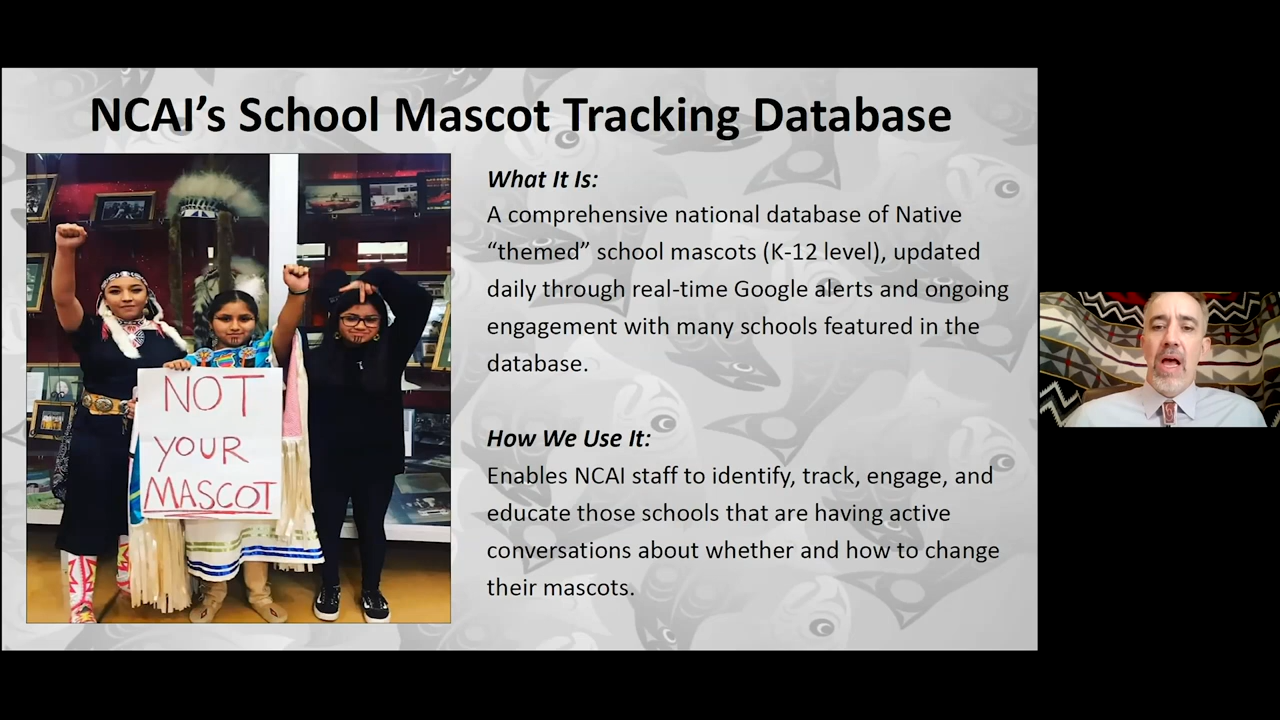 NCAI’s School Mascot Tracking Database
What It Is:
A comprehensive national database of Native
“themed” school mascots (K-12 level), updated
daily through real-time Google alerts and ongoing
engagement with many schools featured in the
database.
How We Use It:
Enables NCAI staff to identify, track, engage, and
educate those schools that are having active
conversations about whether and how to change
their mascots.
NOT
YOUR
MASCOT